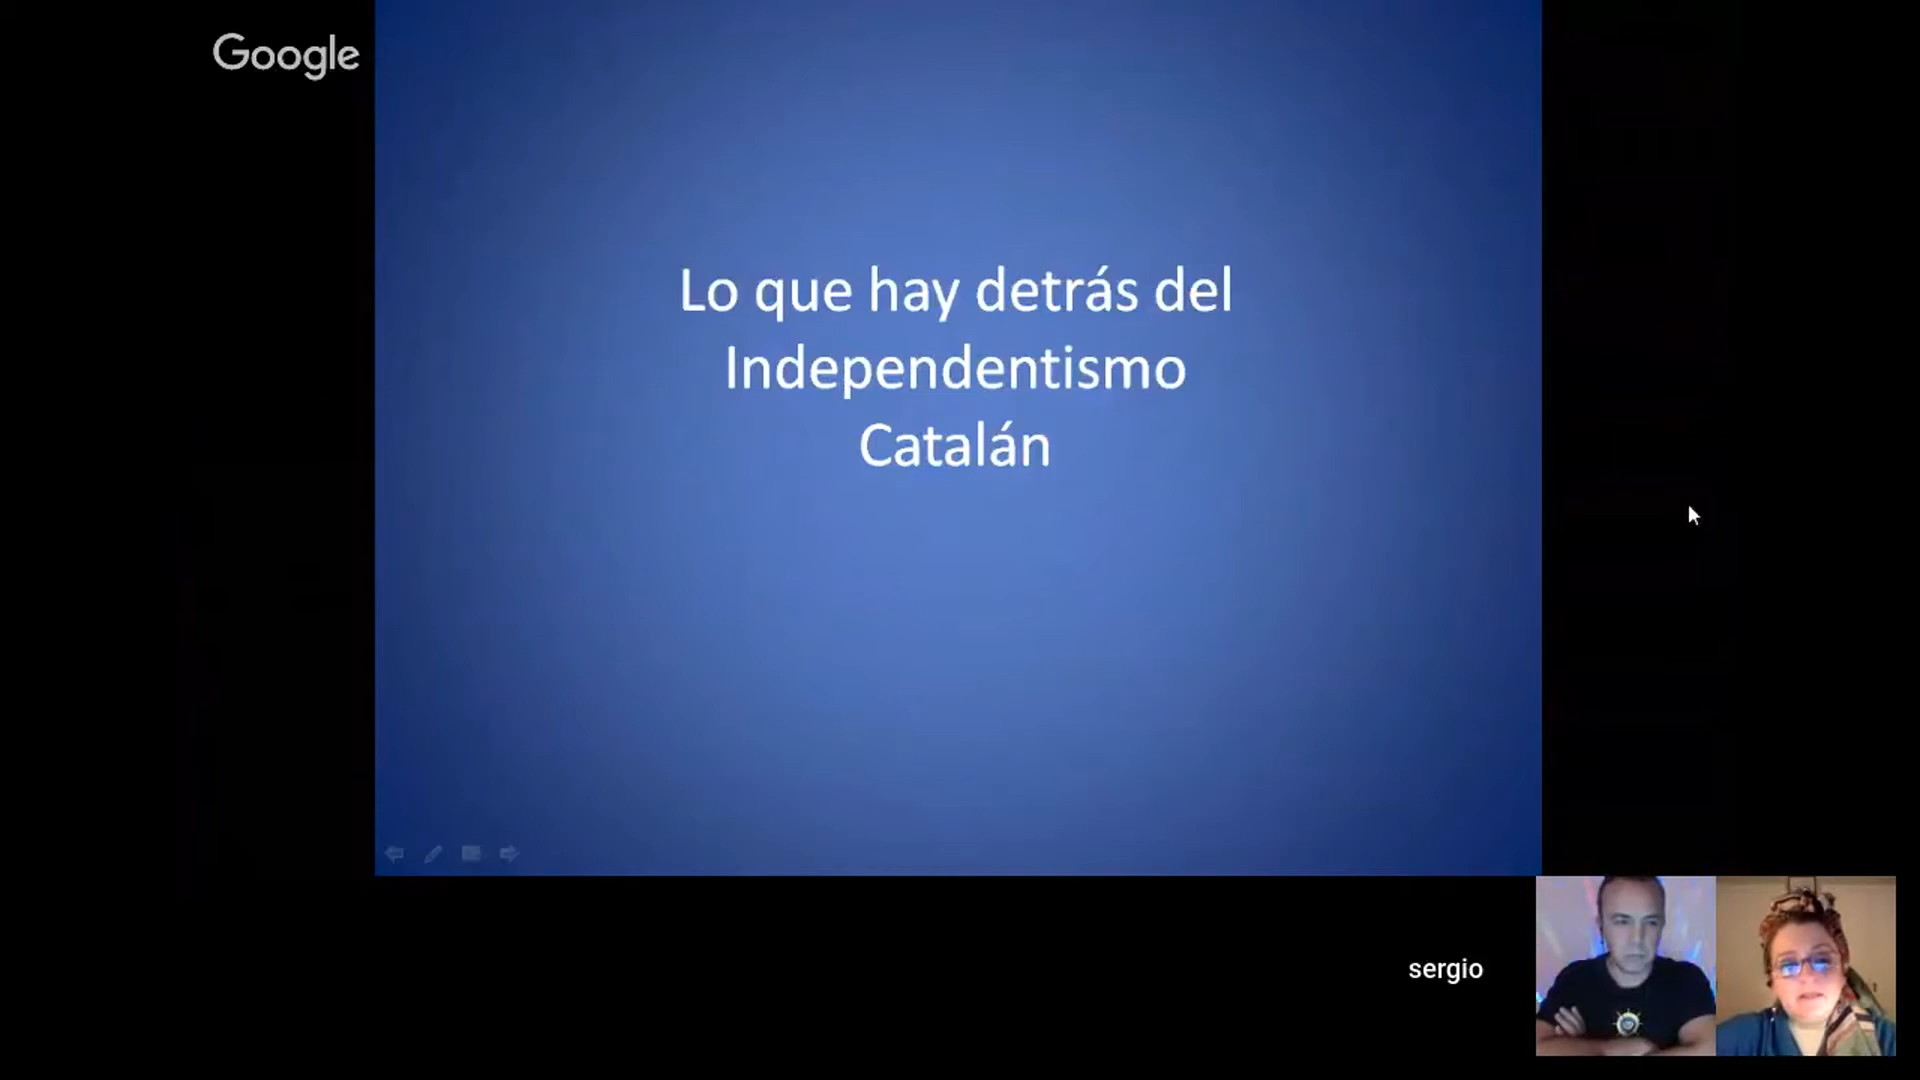 Google
Lo que hay detrás del
Independentismo
Catalán
sergio